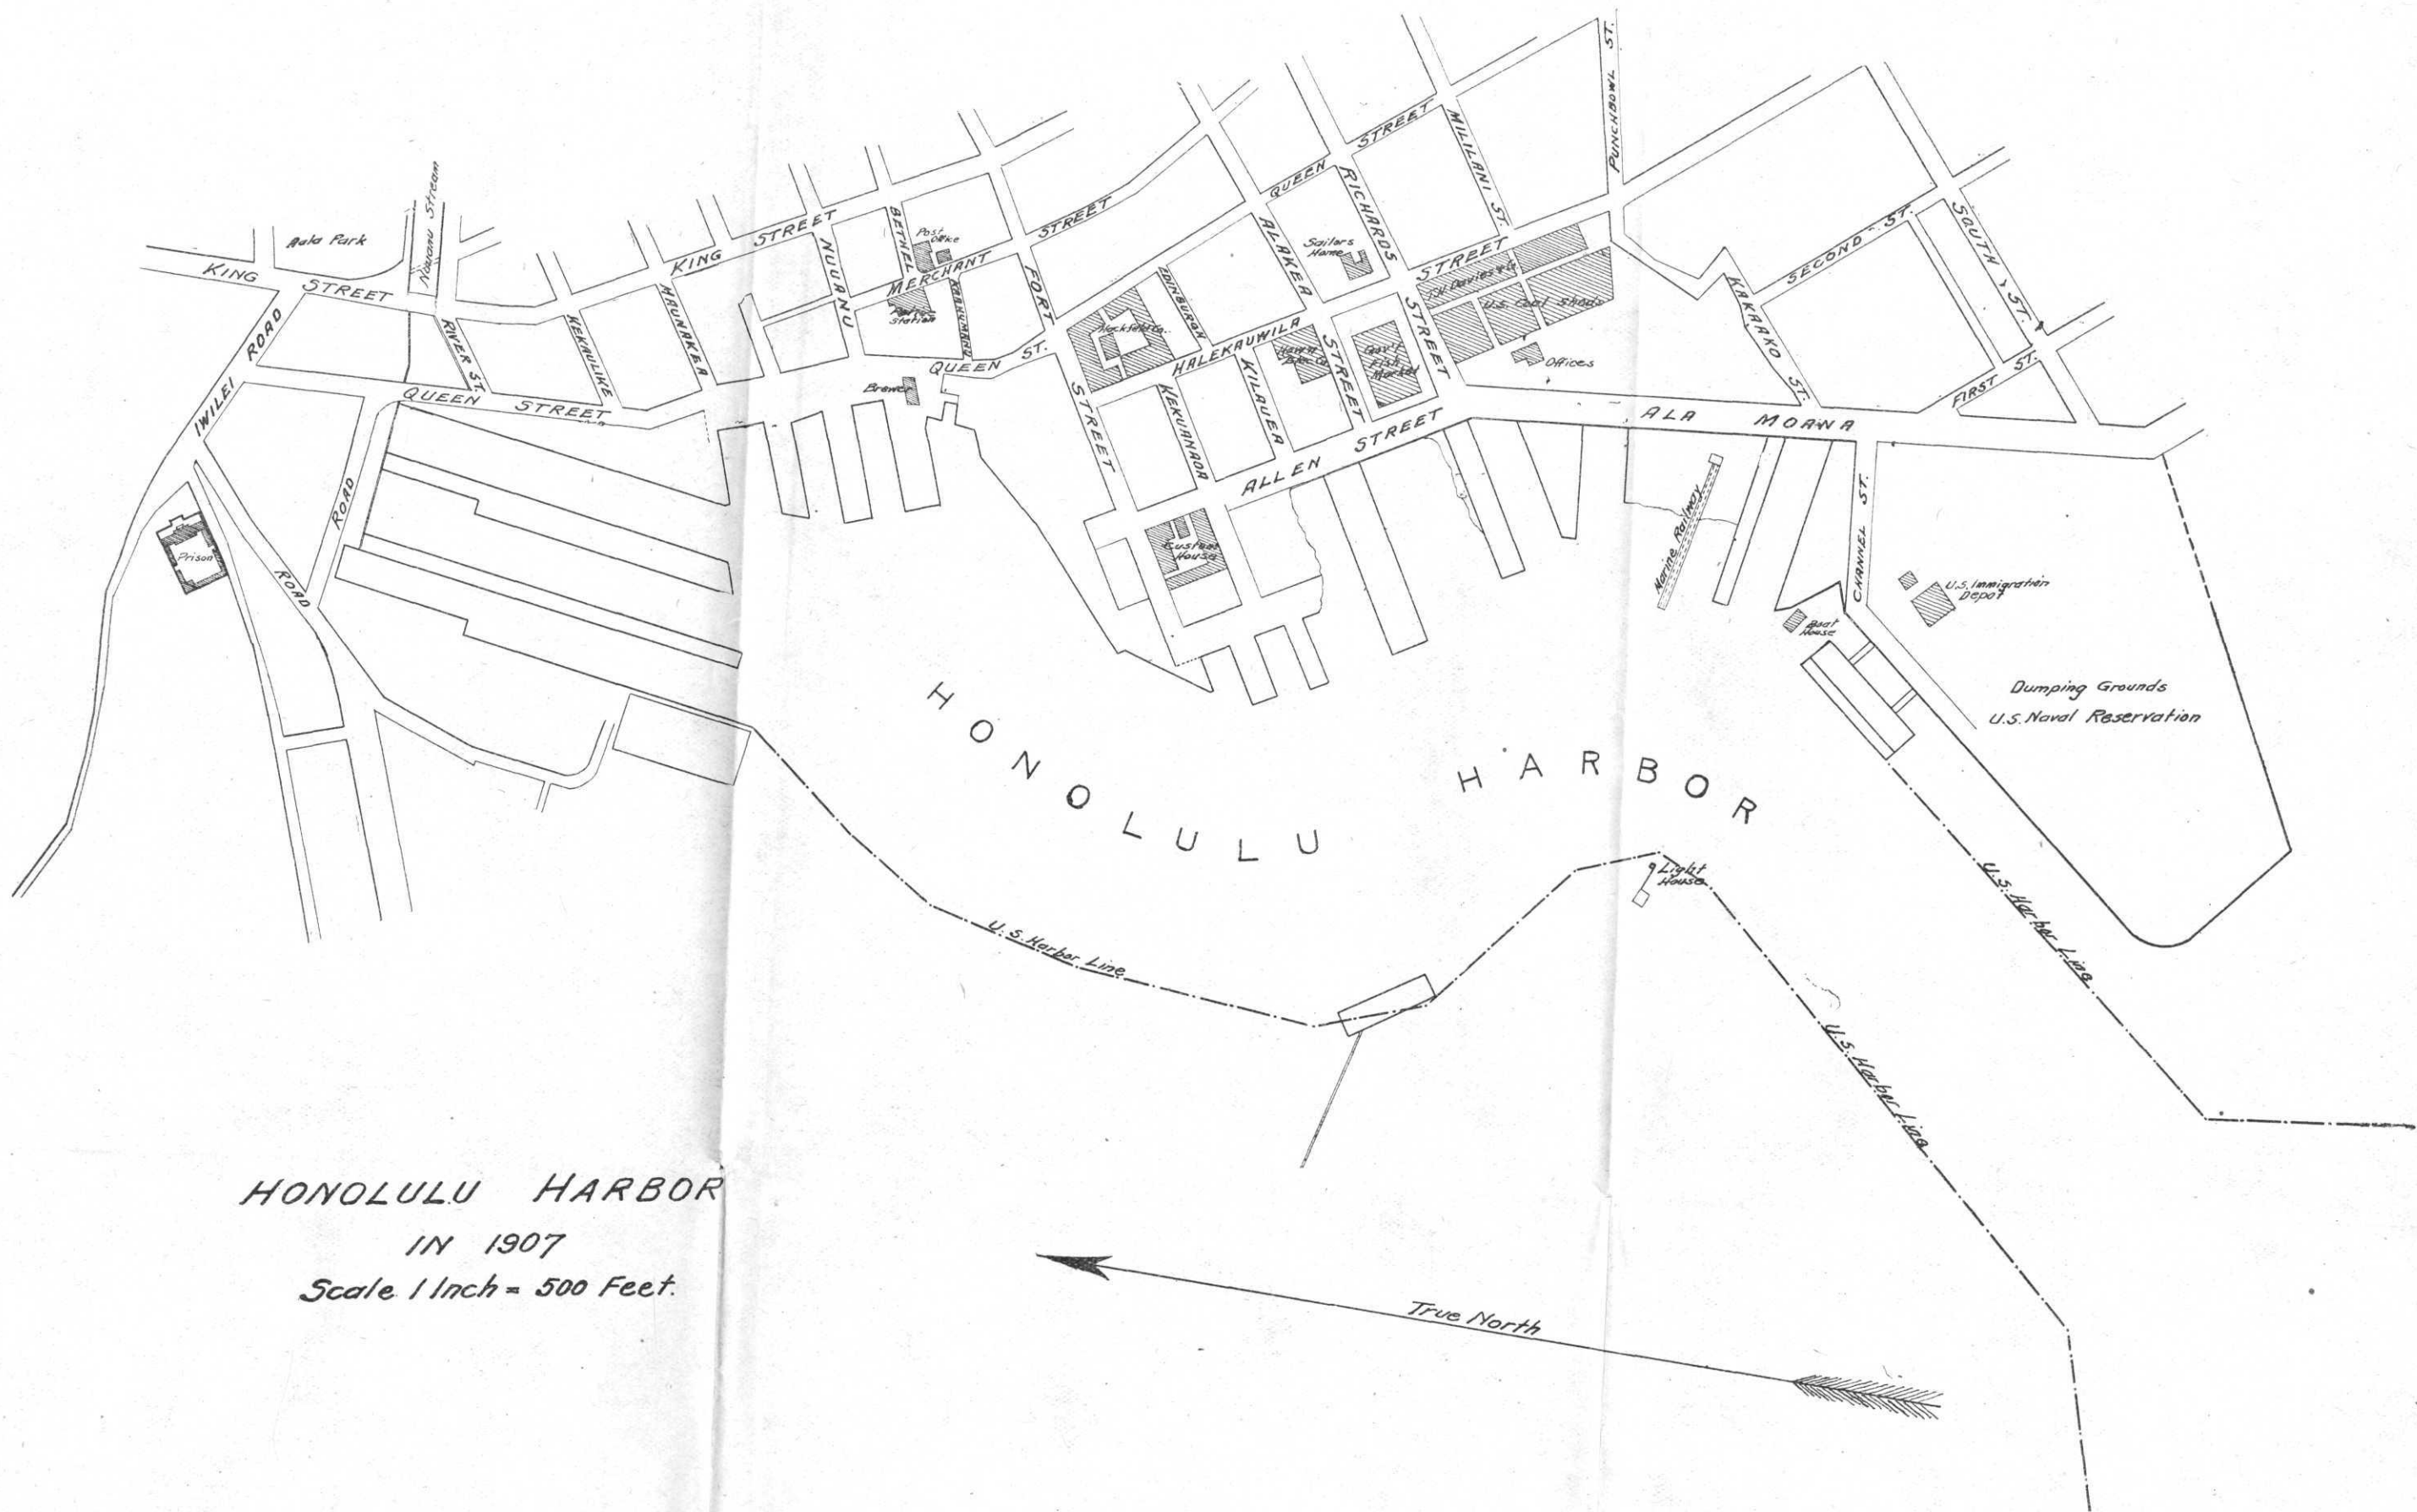 PUNCHBOWL ST.
Aala Park
Nuuanu Stream
KING STREET
KING STREET
IWILEI ROAD
RIVER ST.
KEKAULIKE
MAUNAKEA
NUUANU
BETHEL
Post Office
MERCHANT STREET
Police Station
KAAHUMANU
FORT STREET
QUEEN STREET
QUEEN ST.
QUEEN STREET
STREET
Brewer
Hackfeld Co.
EDINBURGH
HALEKAUWILA
KEKUANAOA
KILAUEA
ALAKEA STREET
RICHARDS STREET
MILILANI ST.
Sailors Home
Gov't Fish Market
T.H. Davies & Co.
U.S. Coal Sheds
Offices
ALLEN STREET
ALA MOANA
KAKAAKO ST.
SECOND ST.
SOUTH ST.
FIRST ST.
CHANNEL ST.
Marine Railway
Custom House
Prison
ROAD
ROAD
Boat House
U.S. Immigration Depot
Dumping Grounds
U.S. Naval Reservation
HONOLULU HARBOR
Light House
U.S. Harbor Line
U.S. Harbor Line
U.S. Harbor Line
HONOLULU HARBOR
IN 1907
Scale 1 Inch = 500 Feet.
True North